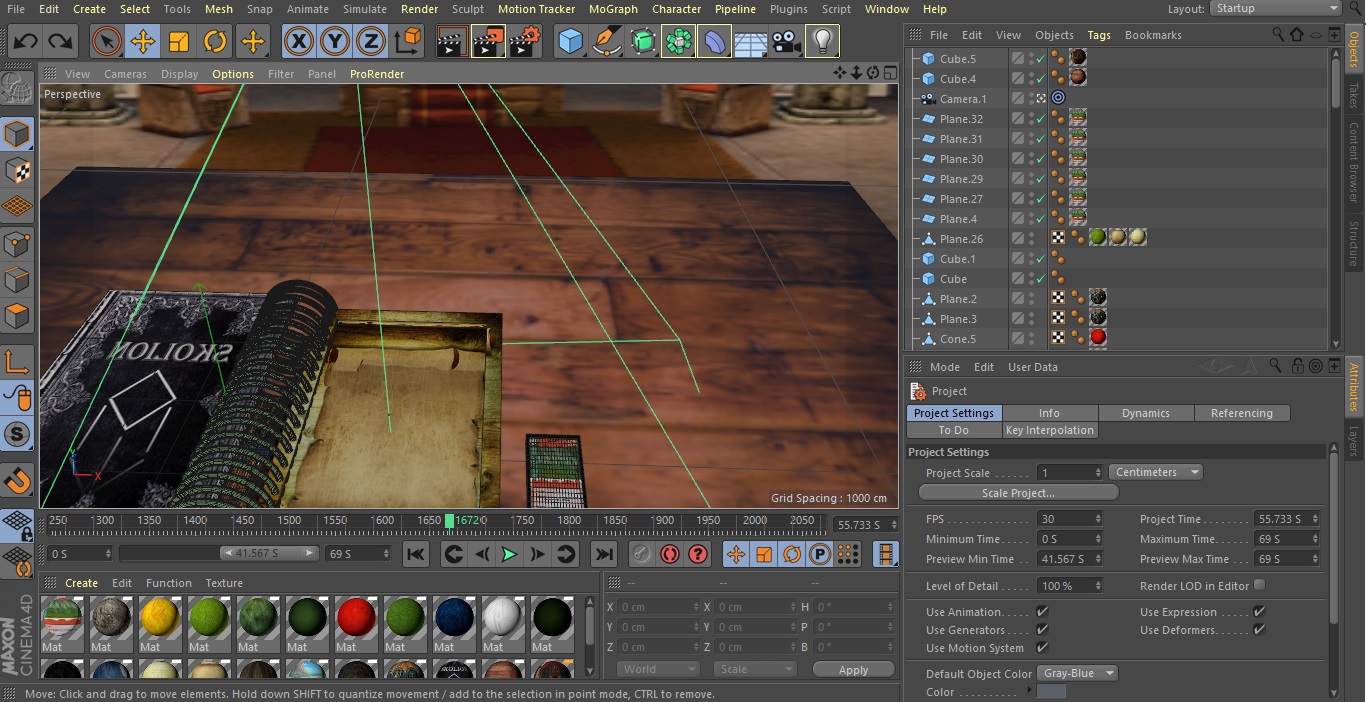 File Edit Create Select Tools Mesh Snap Animate Simulate Render Sculpt Motion Tracker MoGraph Character Pipeline Plugins Script Window Help Layout: Startup
X Y Z
File Edit View Objects Tags Bookmarks
View Cameras Display Options Filter Panel ProRender
Perspective
Cube.5
Cube.4
Camera.1
Plane.32
Plane.31
Plane.30
Plane.29
Plane.27
Plane.4
Plane.26
Cube.1
Cube
Plane.2
Plane.3
Cone.5
Objects
Takes
Content Browser
Structure
SKOLION
X
Grid Spacing : 1000 cm
Mode Edit User Data
Project
Project Settings Info Dynamics Referencing
To Do Key Interpolation
Attributes
Layers
Project Settings
Project Scale . . . . . . 1 Centimeters
Scale Project...
FPS 30 Project Time . . . . . . . 55.733 S
Minimum Time . . . 0 S Maximum Time. . . . . 69 S
Preview Min Time . . 41.567 S Preview Max Time . . 69 S
Level of Detail . . . . 100 % Render LOD in Editor
Use Animation. . . . Use Expression . . . .
Use Generators . . . . Use Deformers. . . . .
Use Motion System
Default Object Color Gray-Blue
Color . . . . . . . . . .
250 1300 1350 1400 1450 1500 1550 1600 1650 1672 750 1800 1850 1900 1950 2000 2050 55.733 S
0 S 41.567 S 69 S P
Create Edit Function Texture
Mat Mat Mat Mat Mat Mat Mat Mat Mat Mat Mat
SKOLION
-- -- --
X 0 cm X 0 cm H 0 °
Y 0 cm Y 0 cm P 0 °
Z 0 cm Z 0 cm B 0 °
World Scale Apply
MAXON
CINEMA 4D
Move: Click and drag to move elements. Hold down SHIFT to quantize movement / add to the selection in point mode, CTRL to remove.